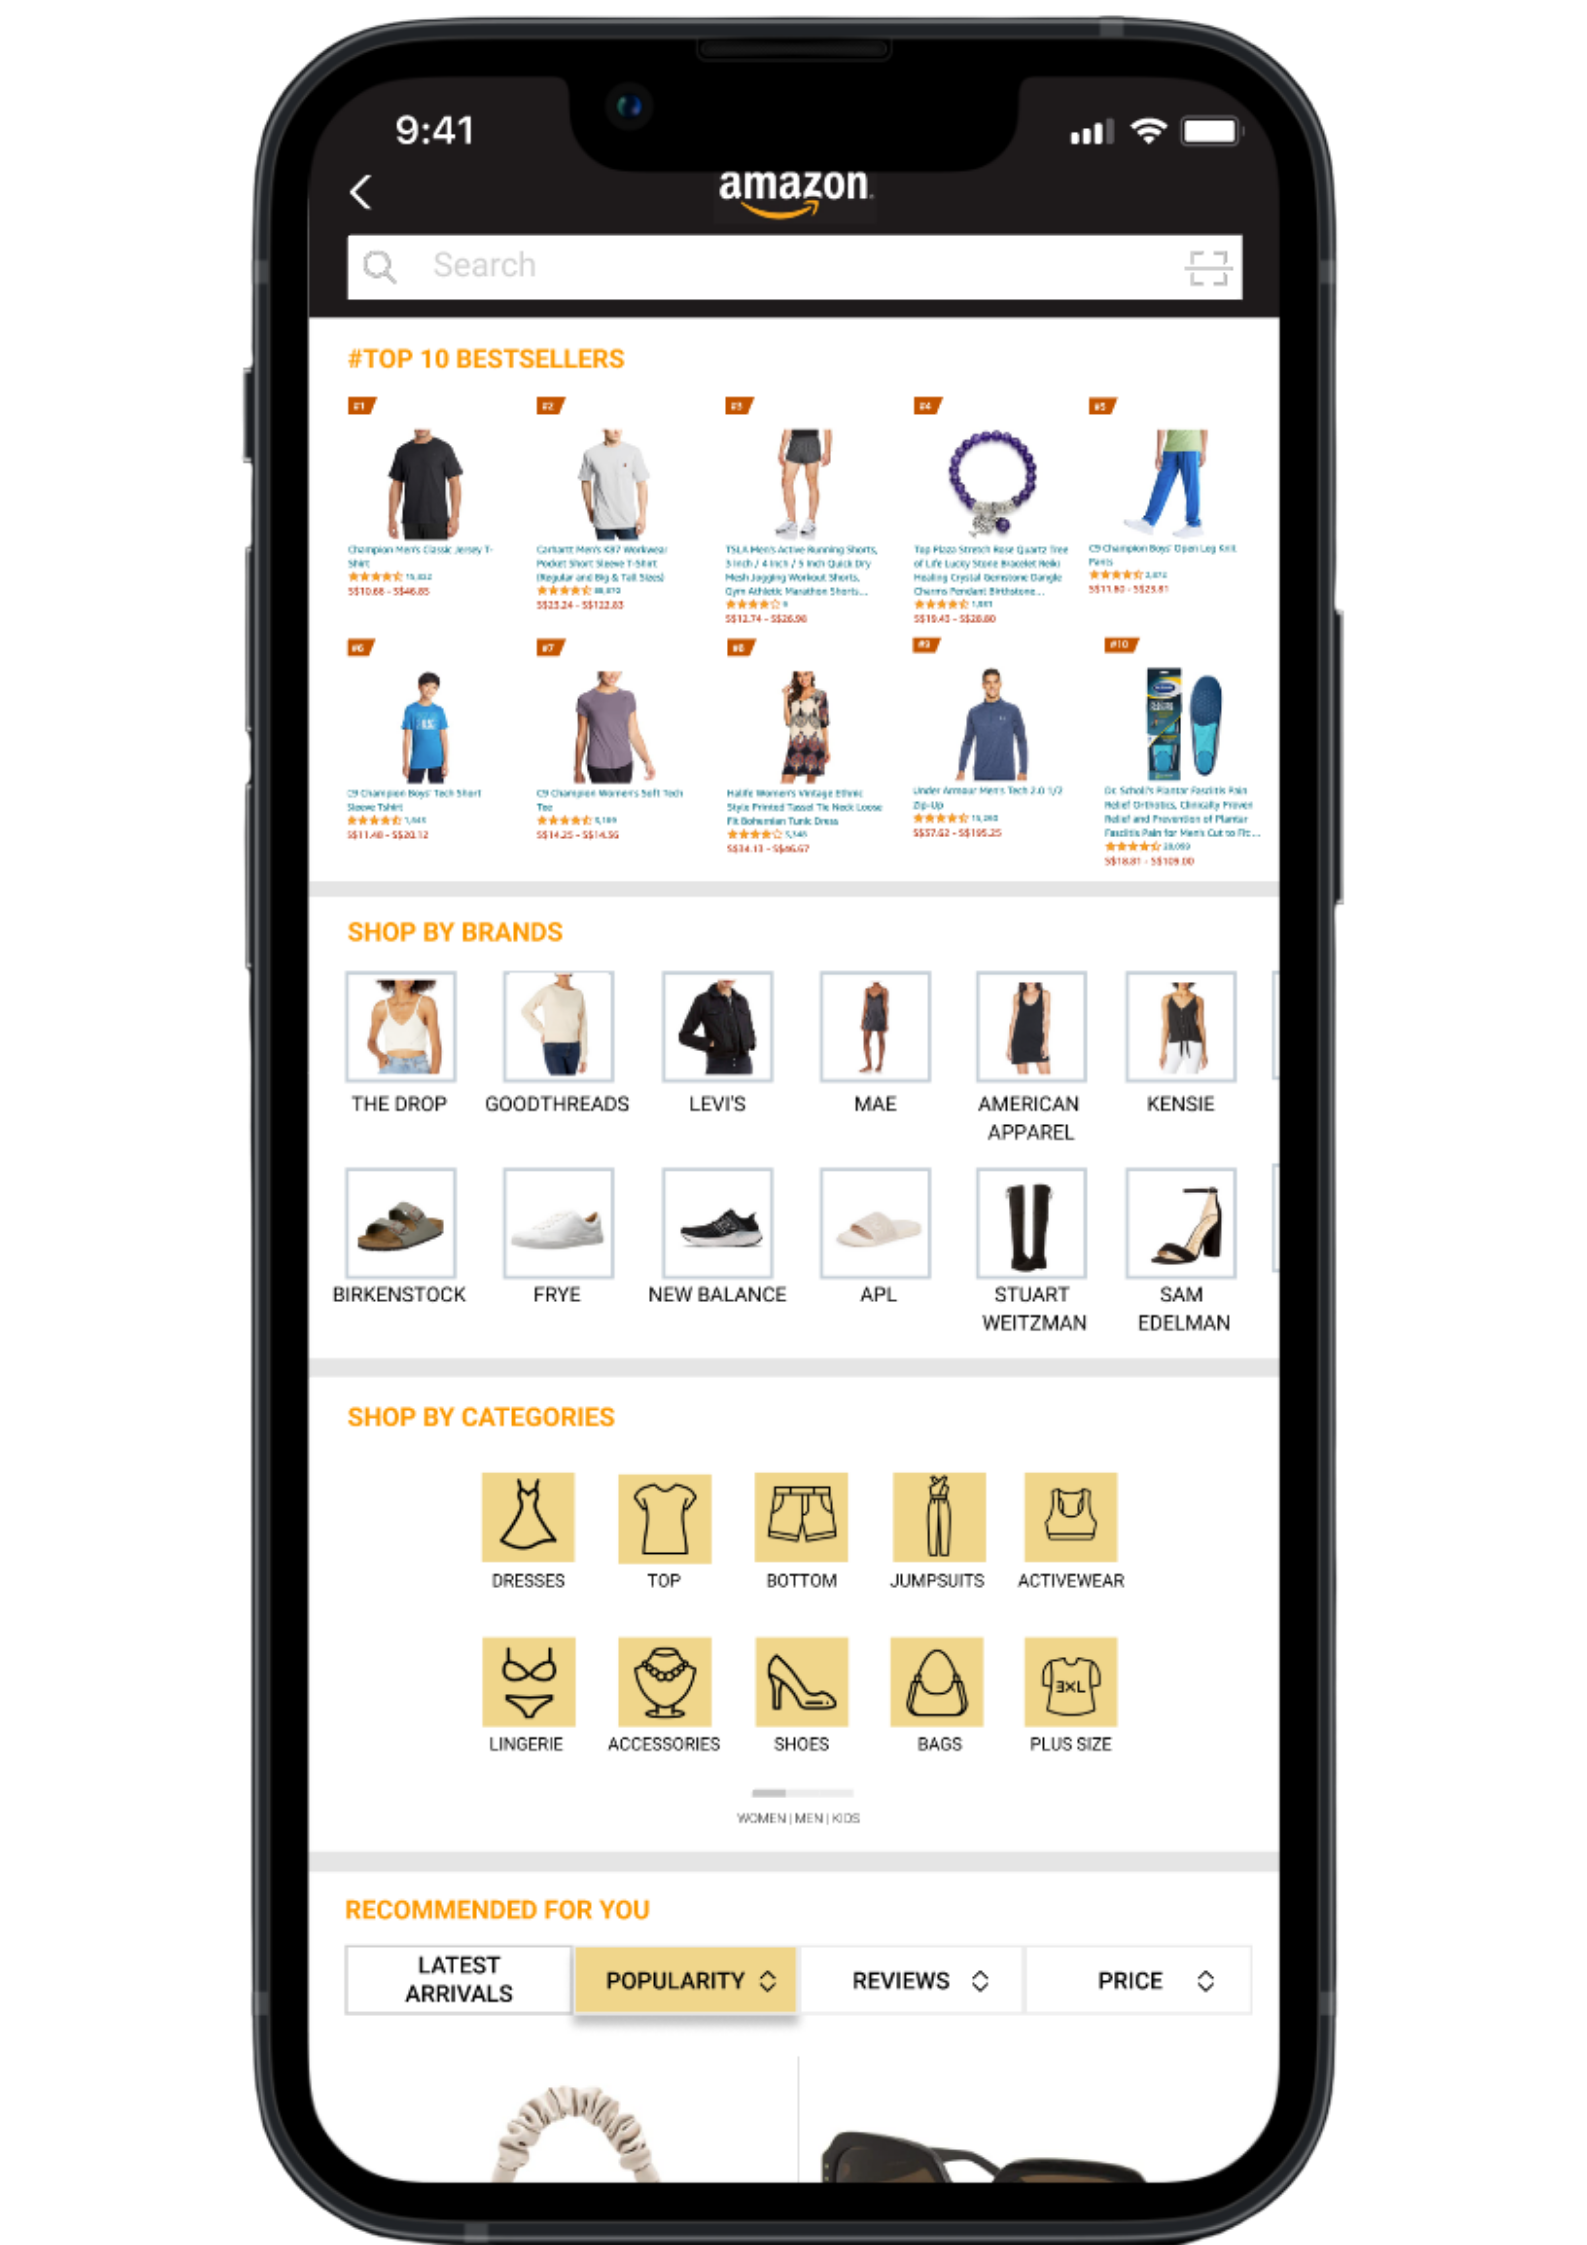 9:41
amazon
Search
#TOP 10 BESTSELLERS
#1
#2
#3
#4
#5
Champion Men's Classic Jersey T-
Shirt
15,832
S$10.66 - S$46.85
Carhartt Men's K87 Workwear
Pocket Short Sleeve T-Shirt
(Regular and Big & Tall Sizes)
S$23.24 - S$122.83
TSLA Men's Active Running Shorts,
3 Inch / 4 Inch / 5 Inch Quick Dry
Mesh Jogging Workout Shorts,
Gym Athletic Marathon Shorts...
S$12.74 - S$26.98
Top Plaza Stretch Rose Quartz Tree
of Life Lucky Stone Bracelet Reiki
Healing Crystal Gemstone Dangle
Charms Pendant Birthstone...
S$19.43 - S$28.80
C9 Champion Boys' Open Leg Knit
Pants
S$11.80 - S$23.81
#6
#7
#8
#9
#10
C9 Champion Boys' Tech Short
Sleeve Tshirt
S$11.48 - S$20.12
C9 Champion Women's Soft Tech
Tee
S$14.25 - S$14.56
Halife Women's Vintage Ethnic
Style Printed Tassel Tie Neck Loose
Fit Bohemian Tunic Dress
S$34.13 - S$46.67
Under Armour Men's Tech 2.0 1/2
Zip-Up
S$37.62 - S$195.25
Dr. Scholl's Plantar Fasciitis Pain
Relief Orthotics, Clinically Proven
Relief and Prevention of Plantar
Fasciitis Pain for Men's Cut to Fit...
S$18.81 - S$109.00
SHOP BY BRANDS
THE DROP
GOODTHREADS
LEVI'S
MAE
AMERICAN
APPAREL
KENSIE
BIRKENSTOCK
FRYE
NEW BALANCE
APL
STUART
WEITZMAN
SAM
EDELMAN
SHOP BY CATEGORIES
DRESSES
TOP
BOTTOM
JUMPSUITS
ACTIVEWEAR
3XL
LINGERIE
ACCESSORIES
SHOES
BAGS
PLUS SIZE
WOMEN | MEN | KIDS
RECOMMENDED FOR YOU
LATEST
ARRIVALS
POPULARITY
REVIEWS
PRICE